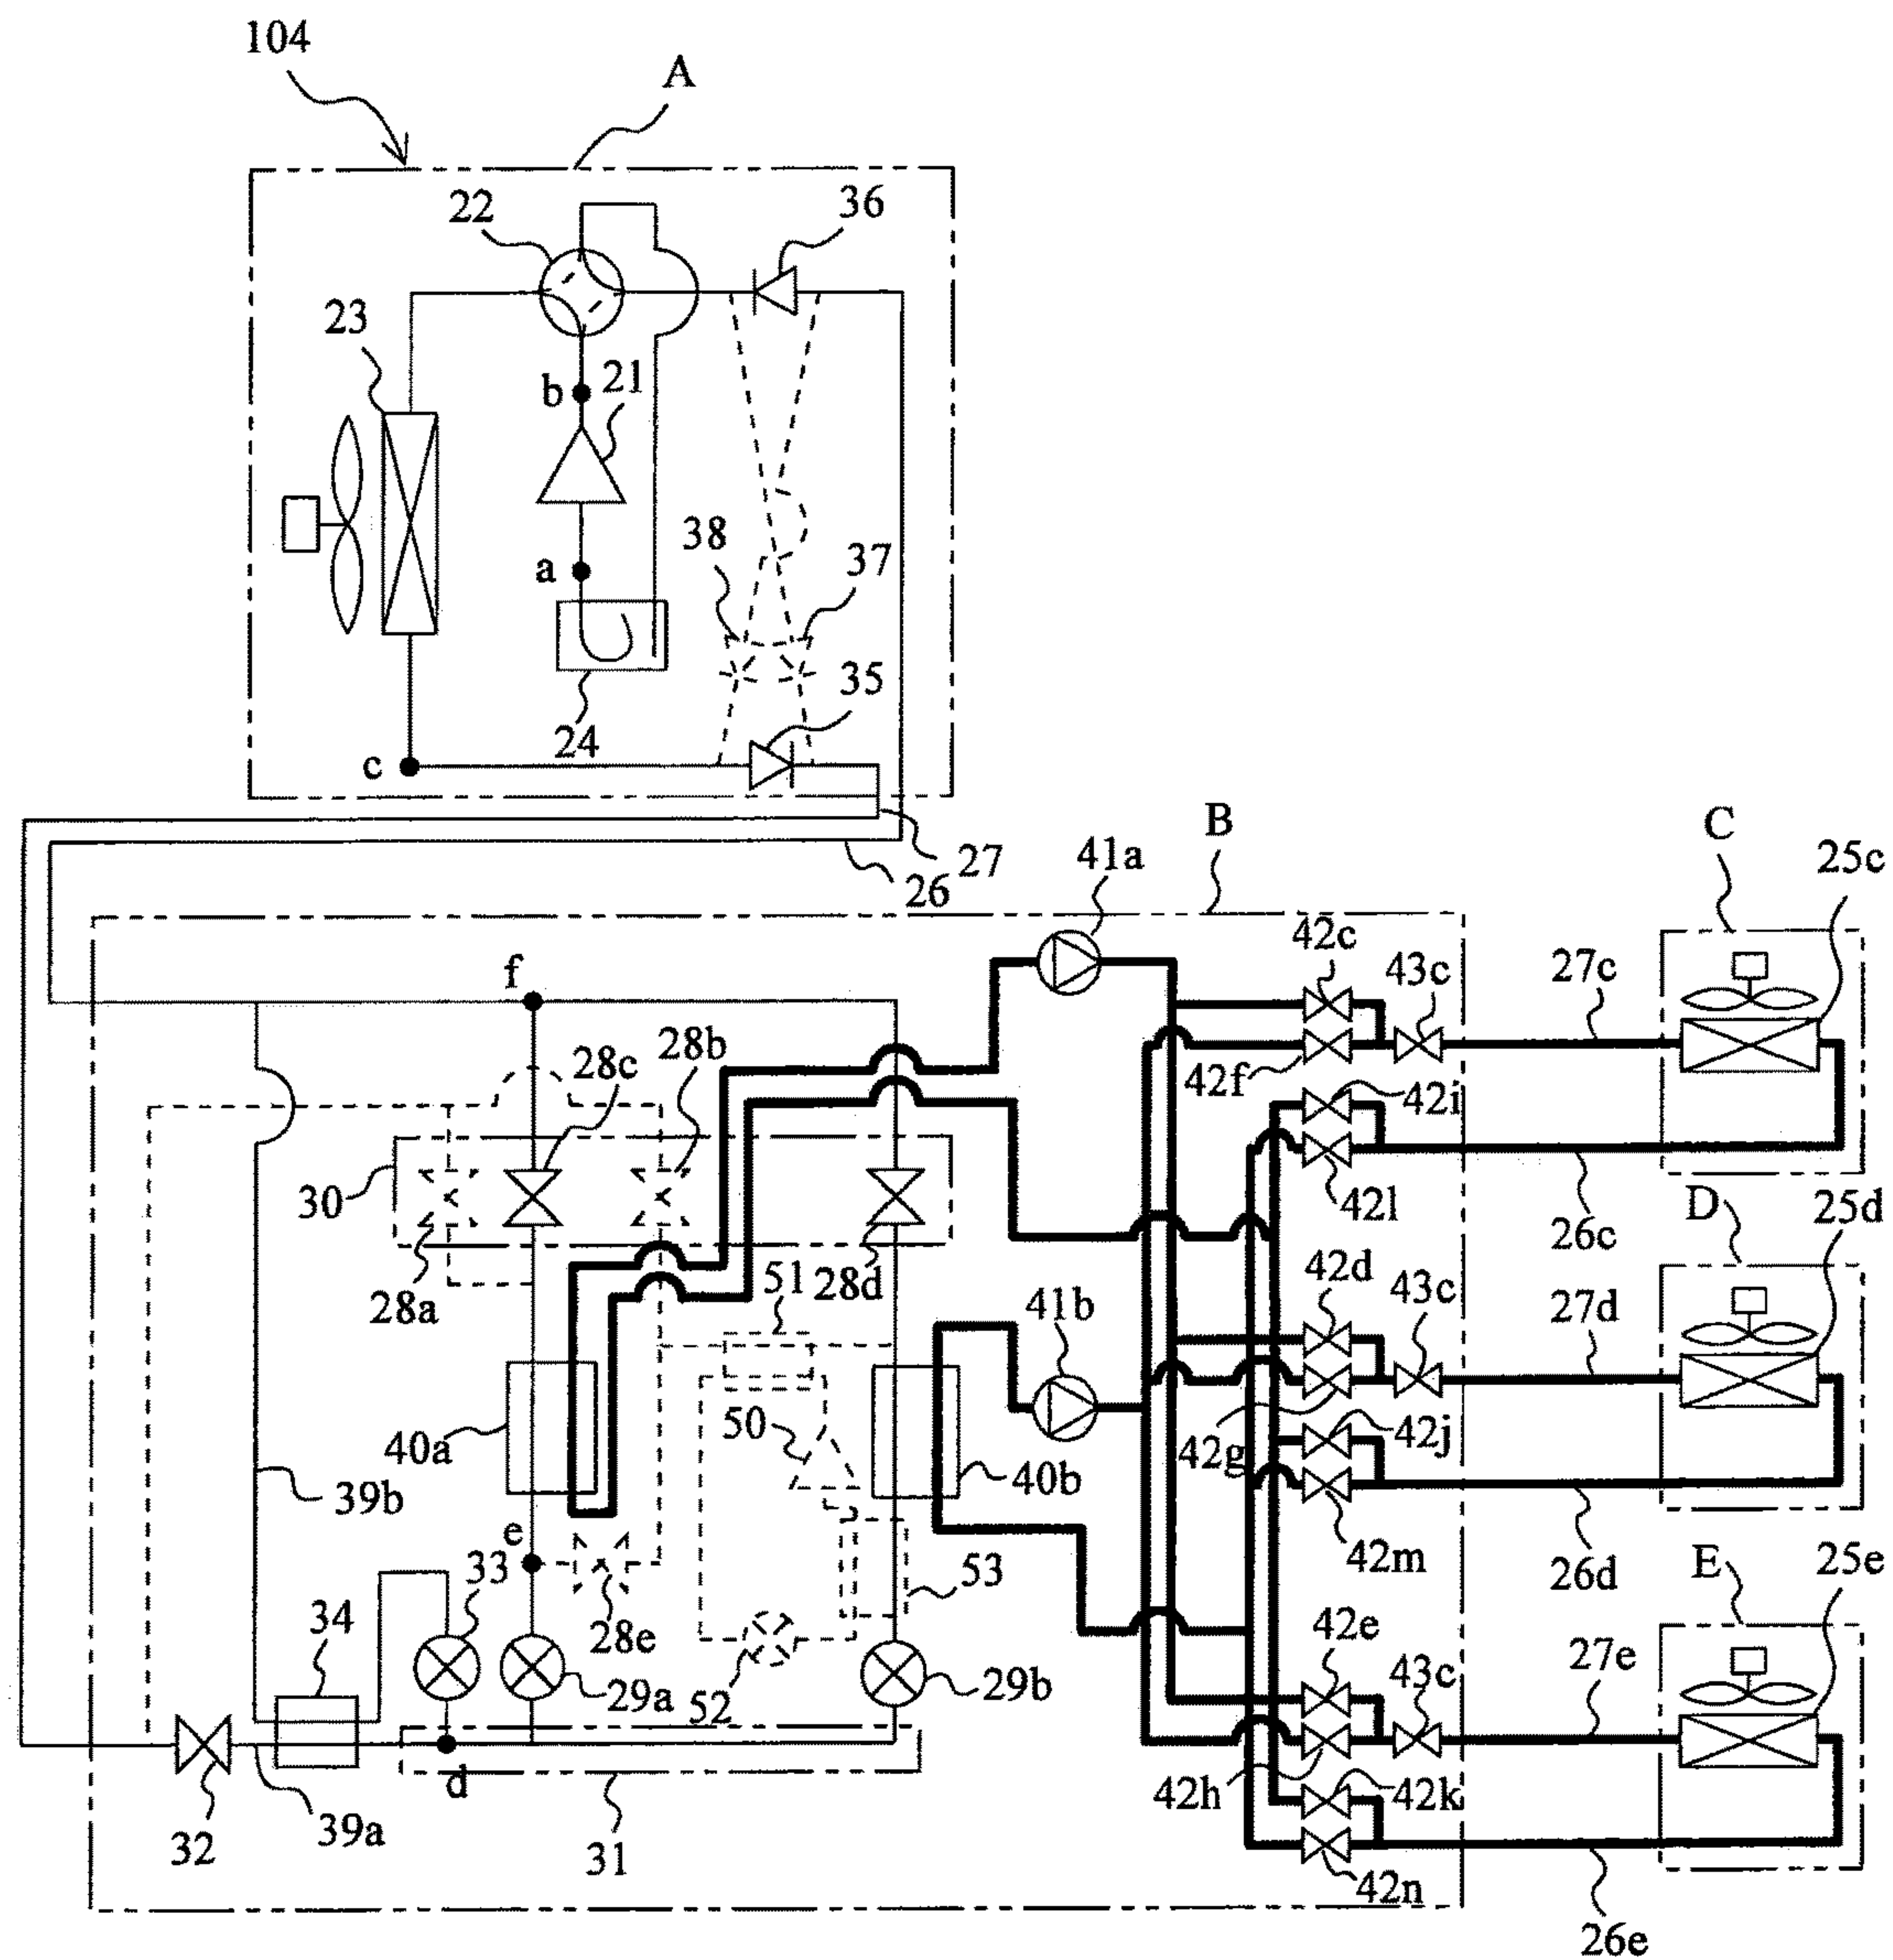 104
A
22
36
23
b
21
38
37
a
24
35
c
27
26
B
41a
C
25c
42c
43c
27c
f
28b
28c
42f
42i
30
42l
26c
D
25d
28a
51
28d
42d
43c
27d
41b
40a
50
42g
42j
39b
40b
e
42m
26d
33
53
E
25e
34
28e
42e
43c
27e
29a
52
29b
d
42h
42k
32
39a
31
42n
26e